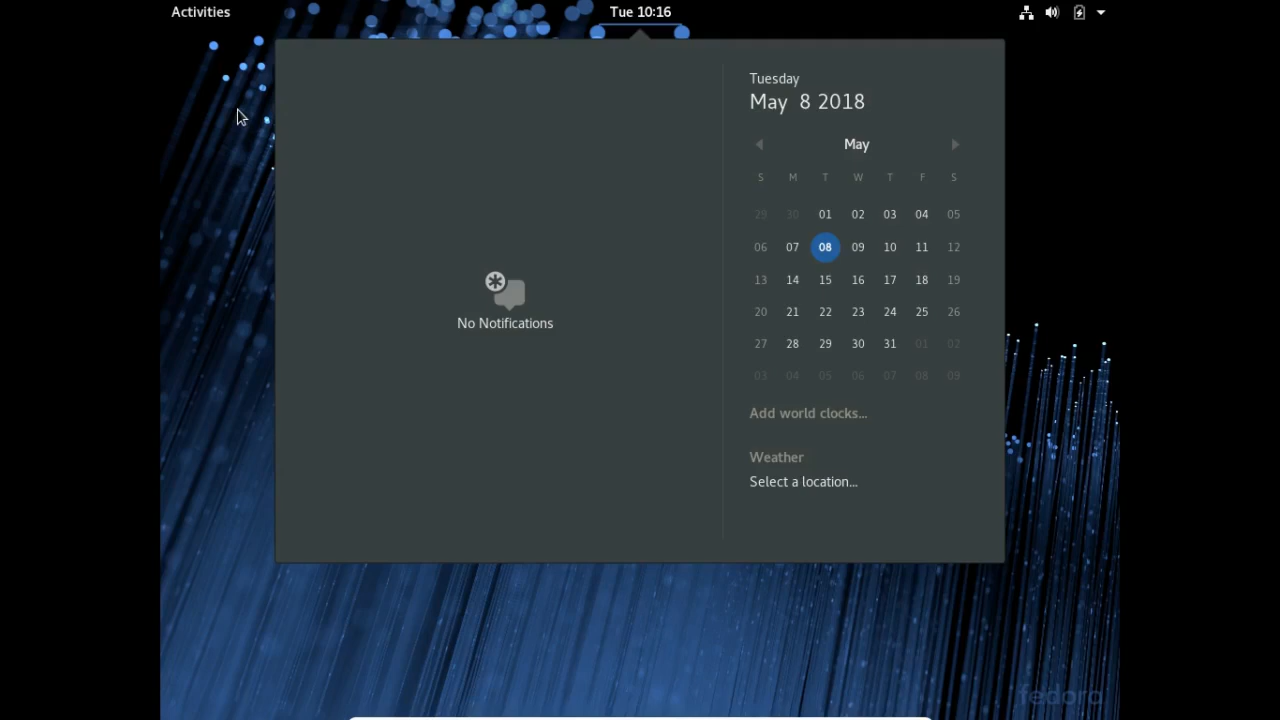 Activities
Tue 10:16
Tuesday
May 8 2018
May
S M T W T F S
29 30 01 02 03 04 05
06 07 08 09 10 11 12
13 14 15 16 17 18 19
20 21 22 23 24 25 26
27 28 29 30 31 01 02
03 04 05 06 07 08 09
No Notifications
Add world clocks...
Weather
Select a location...
fedora